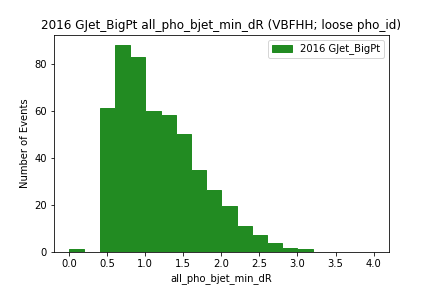 2016 GJet_BigPt all_pho_bjet_min_dR (VBFHH; loose pho_id)
2016 GJet_BigPt
Number of Events
80
60
40
20
0
0.0 0.5 1.0 1.5 2.0 2.5 3.0 3.5 4.0
all_pho_bjet_min_dR